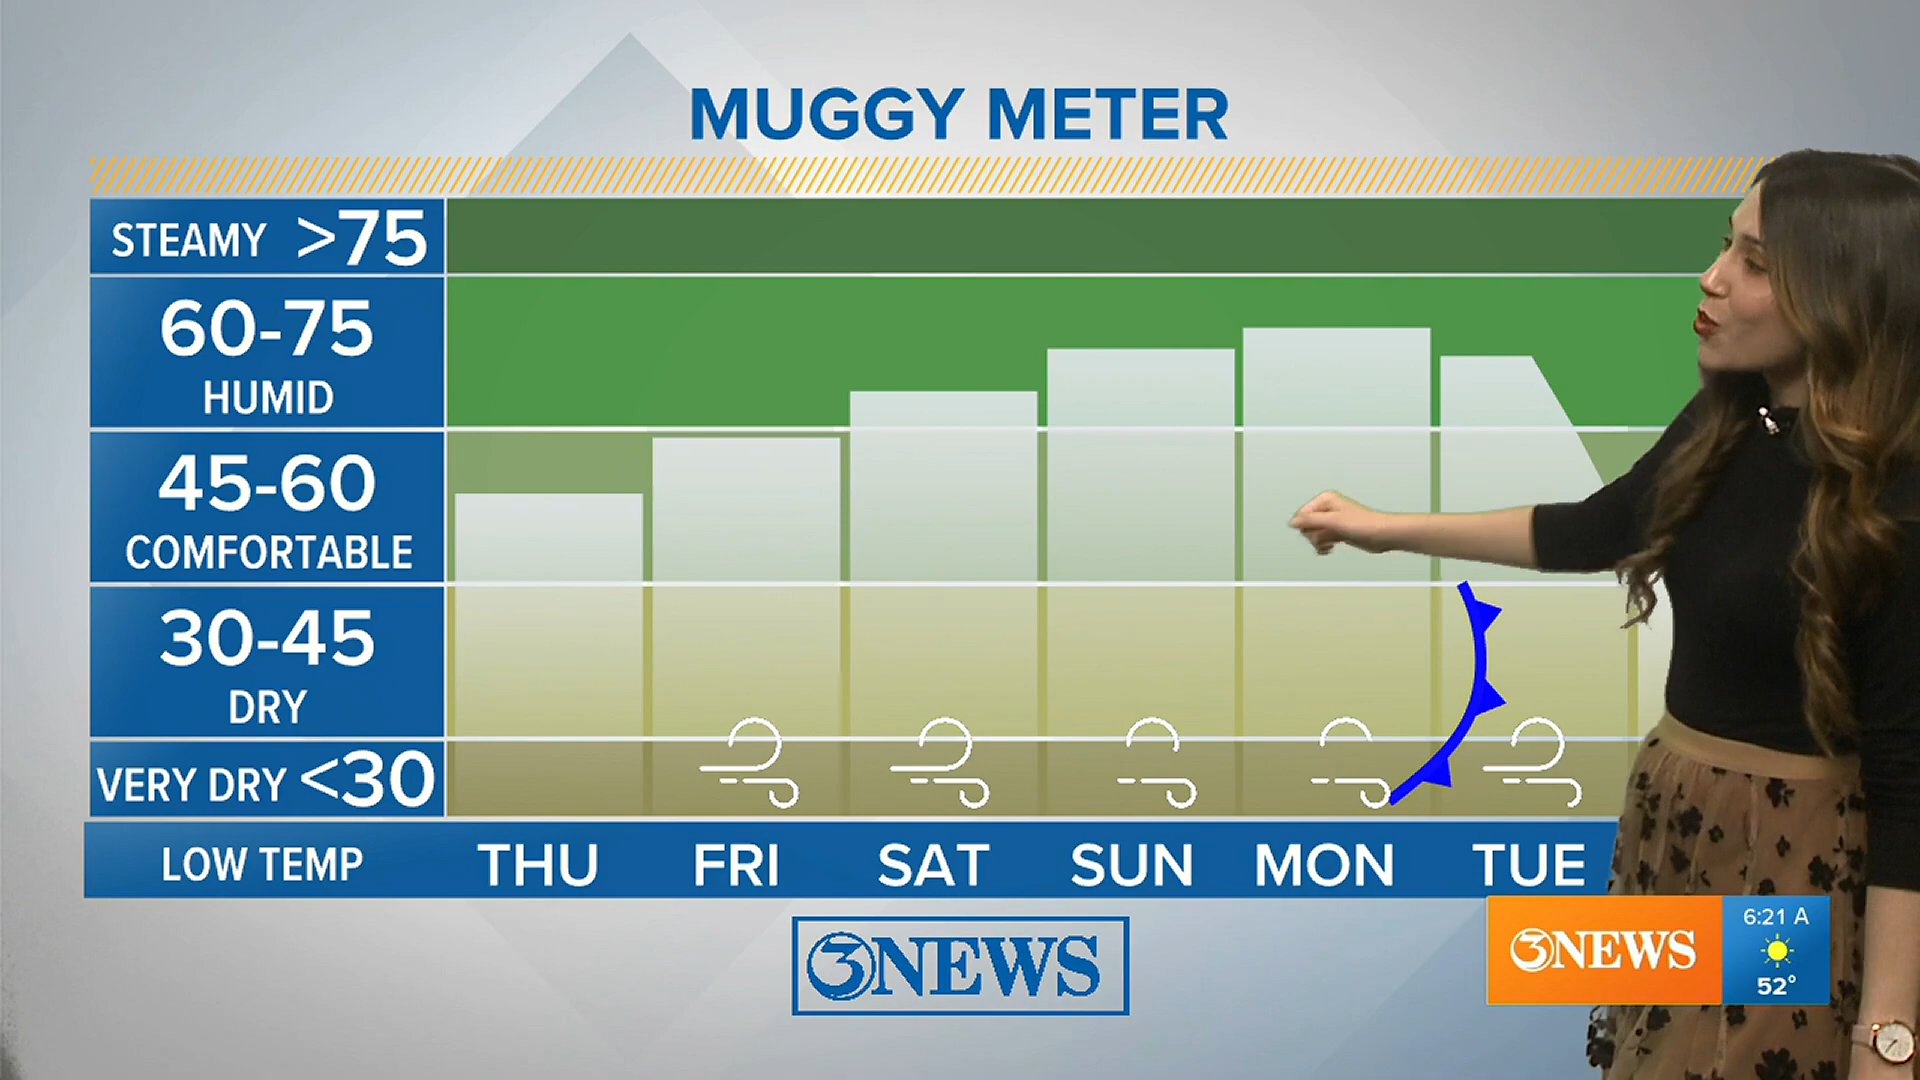 MUGGY METER
STEAMY >75
60-75
HUMID
45-60
COMFORTABLE
30-45
DRY
VERY DRY <30
LOW TEMP THU FRI SAT SUN MON TUE
3NEWS
3NEWS
6:21 A
52°